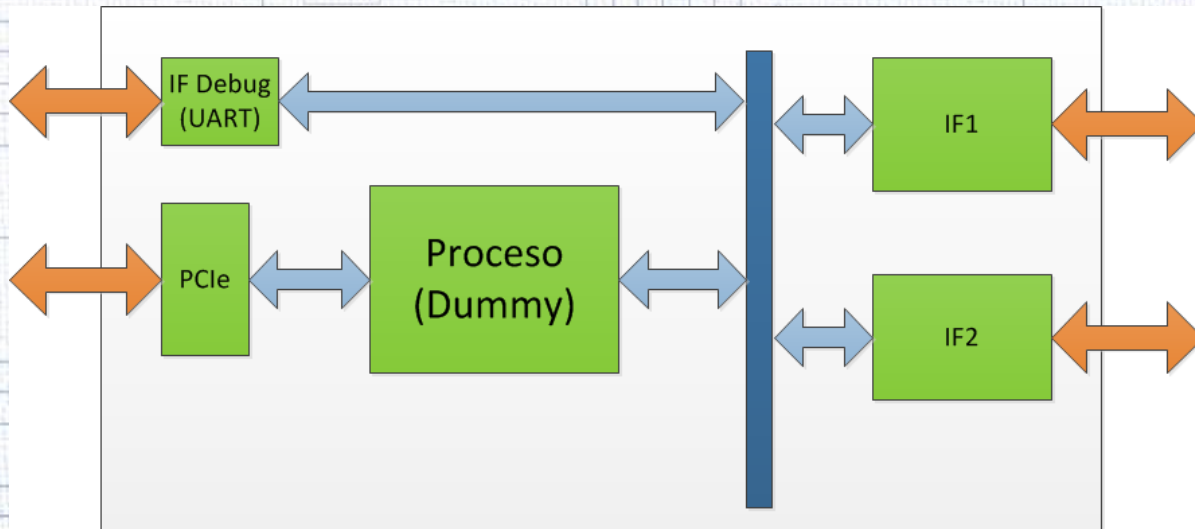 IF Debug
(UART)
IF1
PCIe
Proceso
(Dummy)
IF2